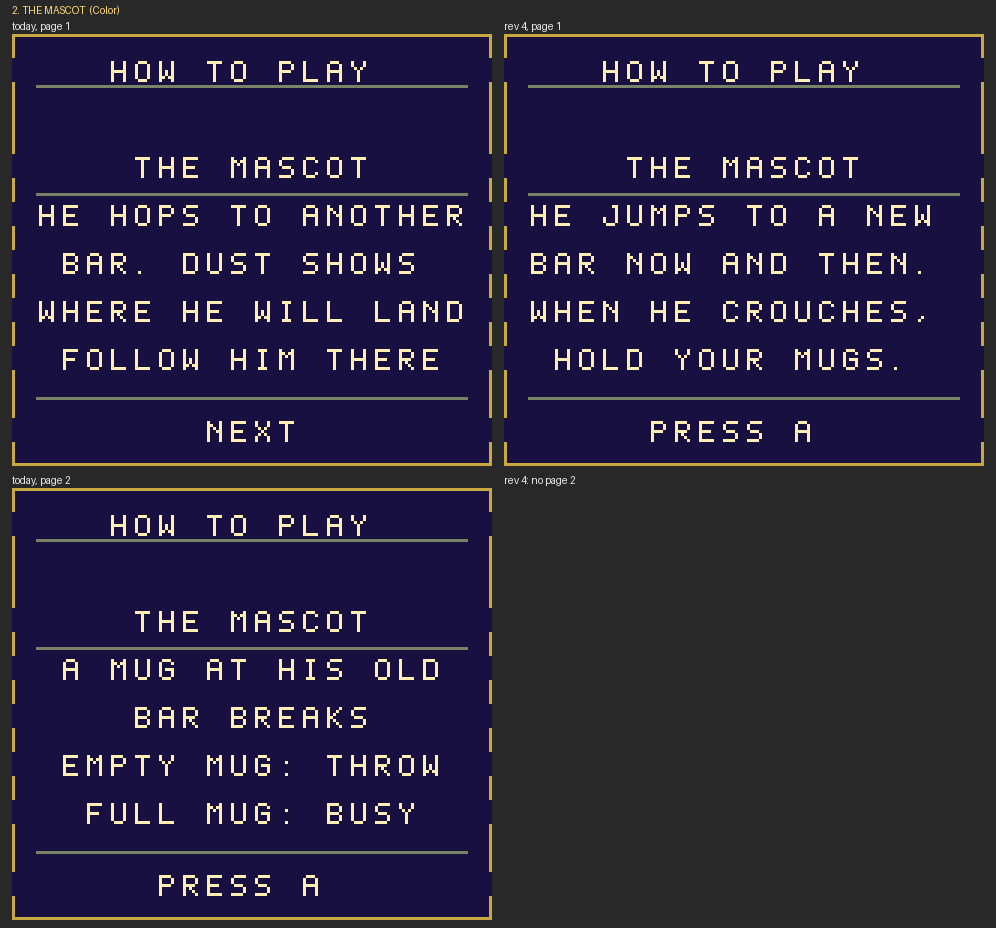 2. THE MASCOT (Color)
today, page 1
HOW TO PLAY
THE MASCOT
HE HOPS TO ANOTHER
BAR. DUST SHOWS
WHERE HE WILL LAND
FOLLOW HIM THERE
NEXT
rev 4, page 1
HOW TO PLAY
THE MASCOT
HE JUMPS TO A NEW
BAR NOW AND THEN.
WHEN HE CROUCHES,
HOLD YOUR MUGS.
PRESS A
today, page 2
HOW TO PLAY
THE MASCOT
A MUG AT HIS OLD
BAR BREAKS
EMPTY MUG: THROW
FULL MUG: BUSY
PRESS A
rev 4: no page 2